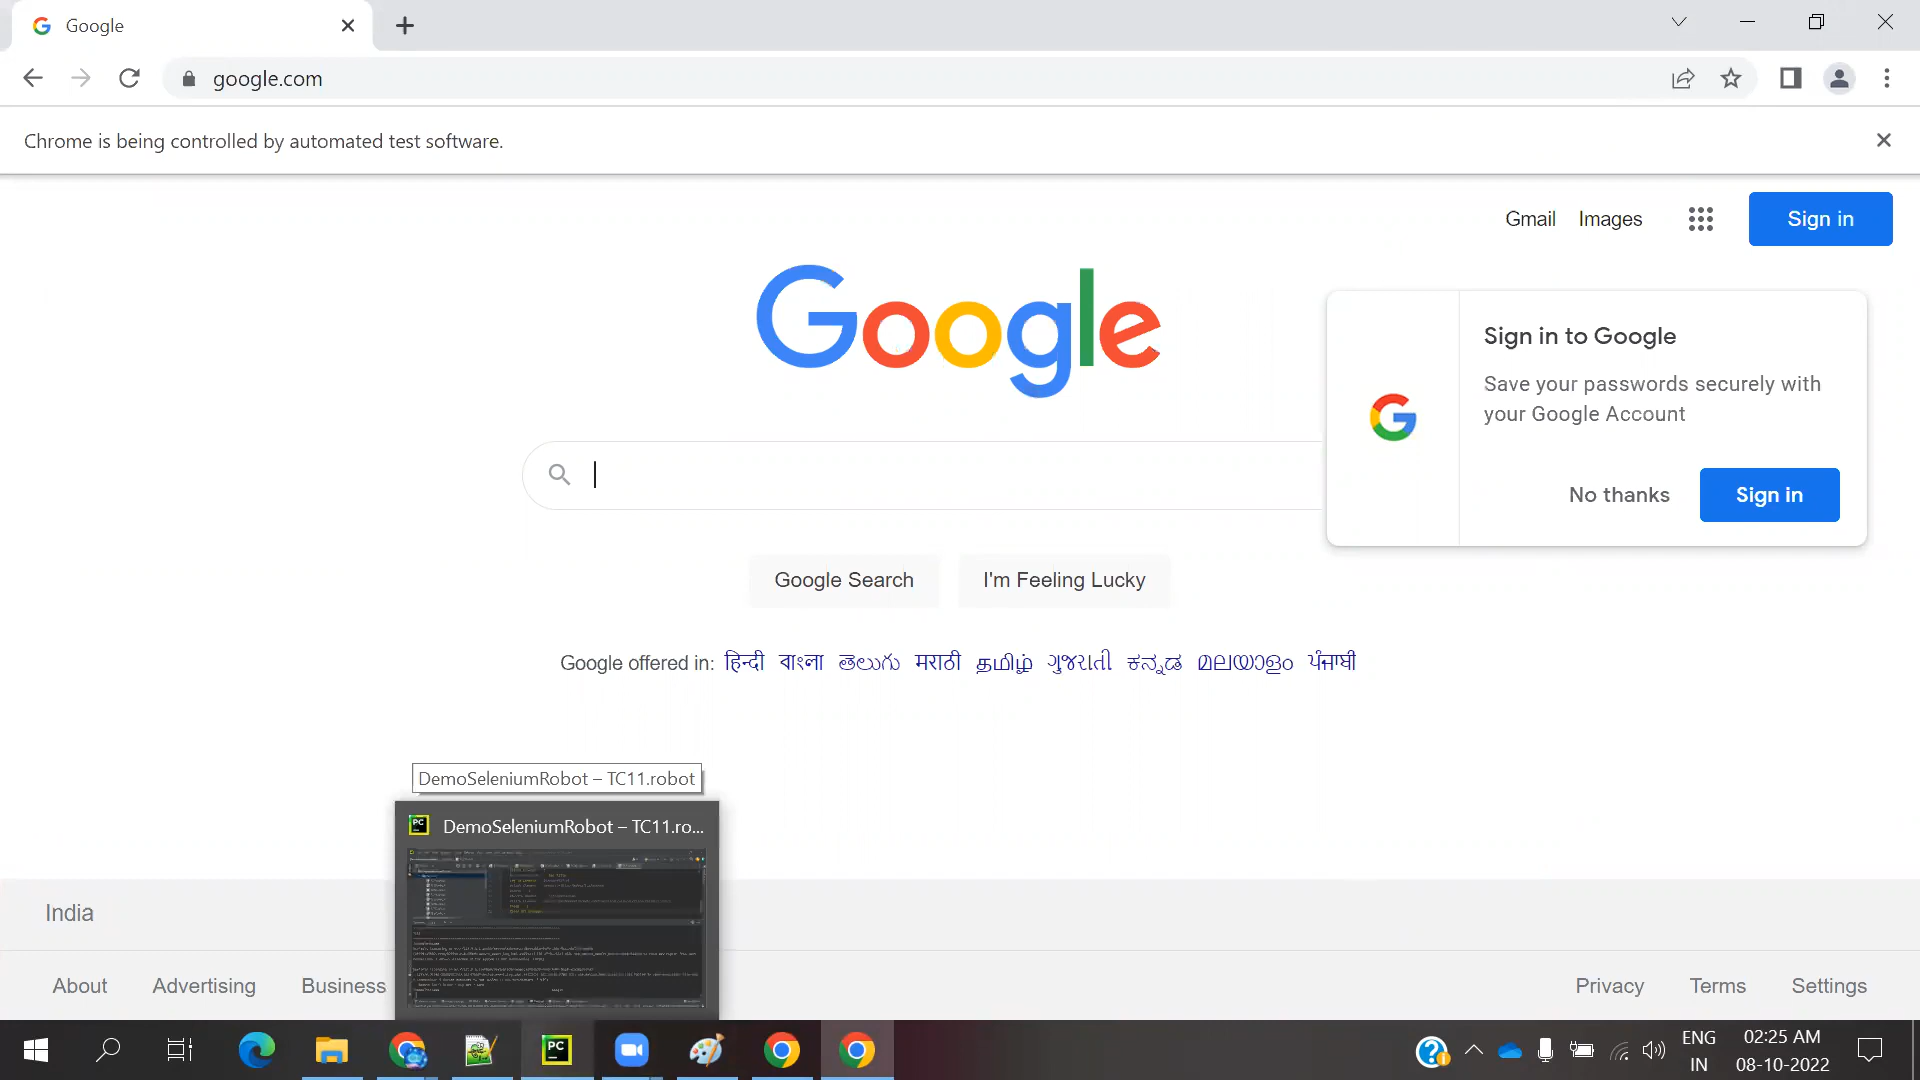 Google
google.com
Chrome is being controlled by automated test software.
Gmail Images Sign in
Google
Sign in to Google
Save your passwords securely with
your Google Account
No thanks Sign in
Google Search I'm Feeling Lucky
Google offered in: हिन्दी বাংলা తెలుగు मराठी தமிழ் ગુજરાતી ಕನ್ನಡ മലയാളം ਪੰਜਾਬੀ
DemoSeleniumRobot – TC11.robot
DemoSeleniumRobot – TC11.ro...
India
About Advertising Business
Privacy Terms Settings
ENG 02:25 AM
IN 08-10-2022